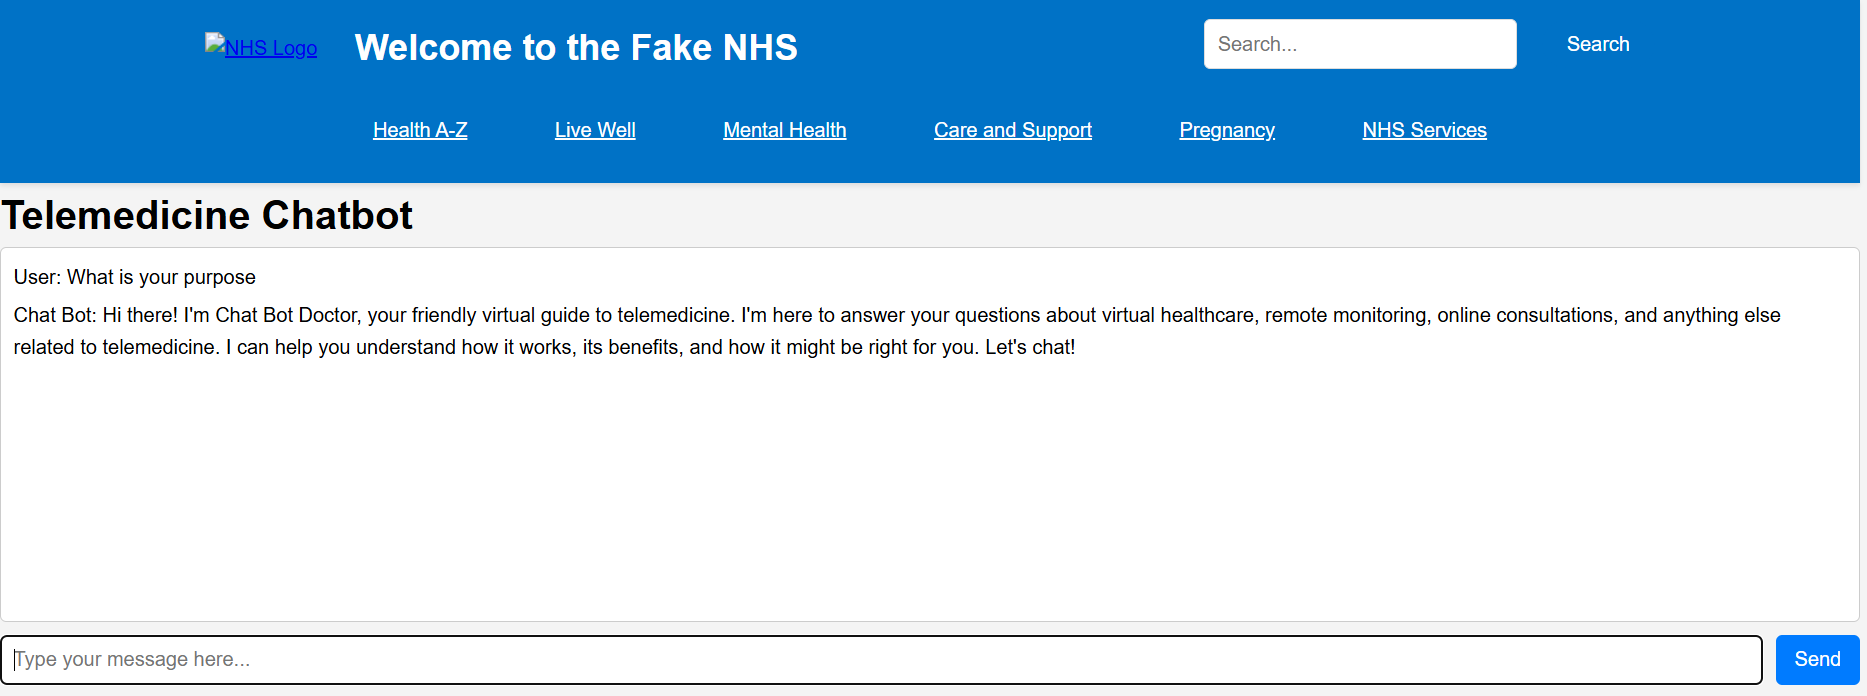 NHS Logo
Welcome to the Fake NHS
Search...
Search
Health A-Z
Live Well
Mental Health
Care and Support
Pregnancy
NHS Services
Telemedicine Chatbot
User: What is your purpose
Chat Bot: Hi there! I'm Chat Bot Doctor, your friendly virtual guide to telemedicine. I'm here to answer your questions about virtual healthcare, remote monitoring, online consultations, and anything else
related to telemedicine. I can help you understand how it works, its benefits, and how it might be right for you. Let's chat!
Type your message here...
Send